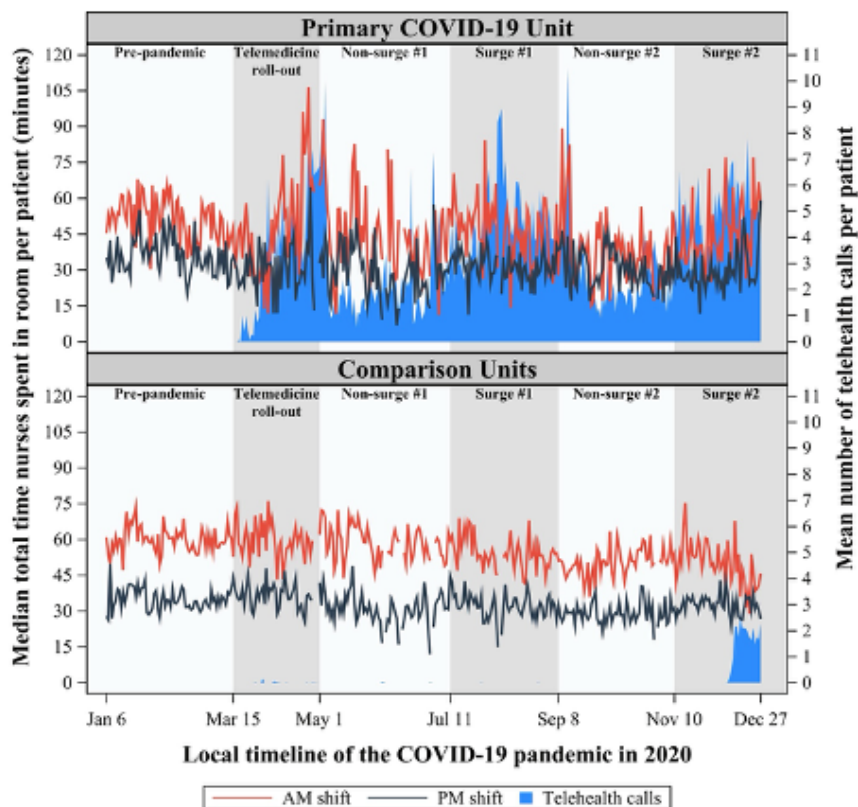 Primary COVID-19 Unit
Pre-pandemic
Telemedicine
roll-out
Non-surge #1
Surge #1
Non-surge #2
Surge #2
120
105
90
75
60
45
30
15
0
11
10
9
8
7
6
5
4
3
2
1
0
Comparison Units
Pre-pandemic
Telemedicine
roll-out
Non-surge #1
Surge #1
Non-surge #2
Surge #2
120
105
90
75
60
45
30
15
0
11
10
9
8
7
6
5
4
3
2
1
0
Median total time nurses spent in room per patient (minutes)
Mean number of telehealth calls per patient
Jan 6 Mar 15 May 1 Jul 11 Sep 8 Nov 10 Dec 27
Local timeline of the COVID-19 pandemic in 2020
AM shift PM shift Telehealth calls